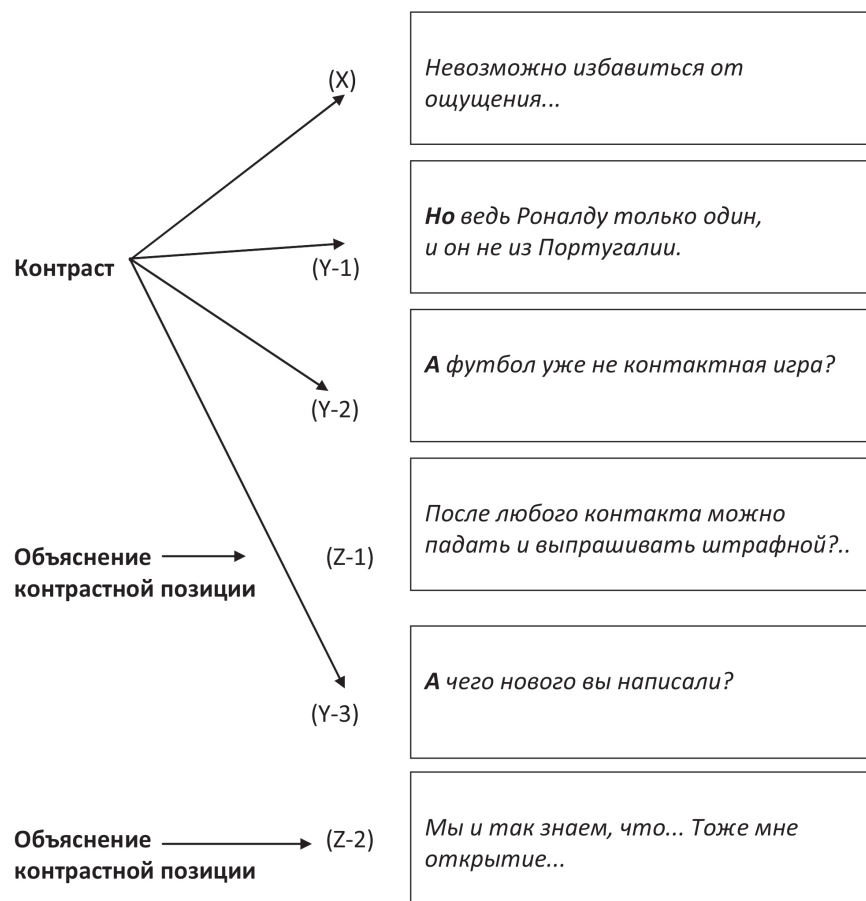 (X)
Невозможно избавиться от
ощущения...
Контраст
(Y-1)
Но ведь Роналду только один,
и он не из Португалии.
(Y-2)
А футбол уже не контактная игра?
Объяснение
контрастной позиции
(Z-1)
После любого контакта можно
падать и выпрашивать штрафной?..
(Y-3)
А чего нового вы написали?
Объяснение
контрастной позиции
(Z-2)
Мы и так знаем, что... Тоже мне
открытие...